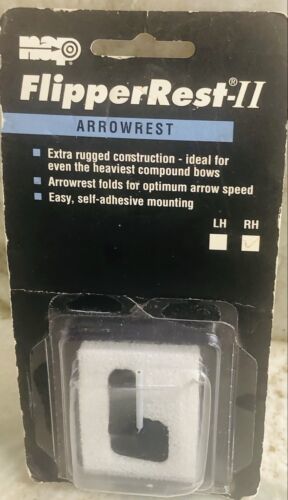 nap
FlipperRest®-II
ARROWREST
Extra rugged construction - ideal for
even the heaviest compound bows
Arrowrest folds for optimum arrow speed
Easy, self-adhesive mounting
LH RH